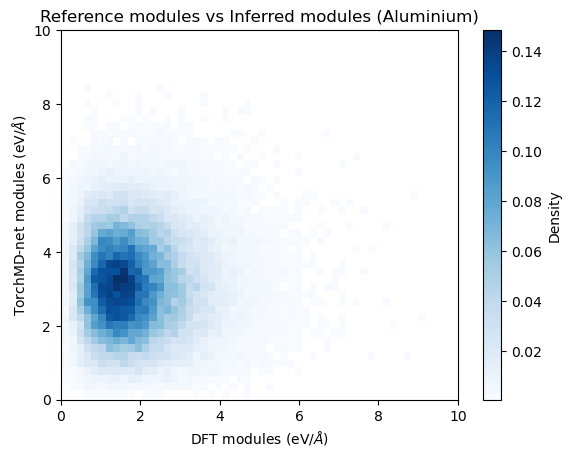 Reference modules vs Inferred modules (Aluminium)
TorchMD-net modules (eV/Å)
10
8
6
4
2
0
0 2 4 6 8 10
DFT modules (eV/Å)
0.14
0.12
0.10
0.08
0.06
0.04
0.02
Density